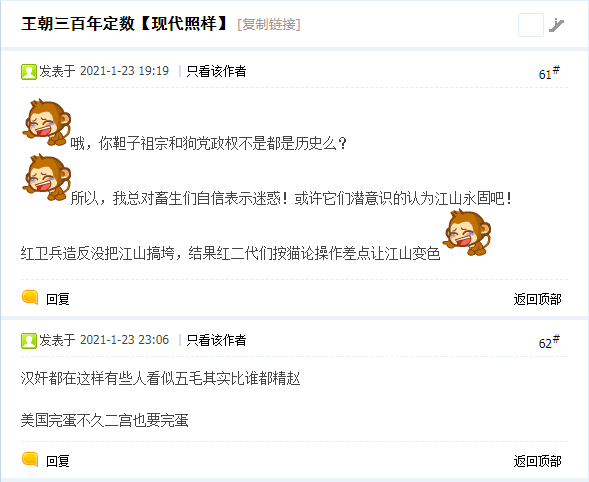 王朝三百年定数【现代照样】 [复制链接]
发表于 2021-1-23 19:19 | 只看该作者
61#
哦，你靼子祖宗和狗党政权不是都是历史么？
所以，我总对畜生们自信表示迷惑！或许它们潜意识的认为江山永固吧！
红卫兵造反没把江山搞垮，结果红二代们按猫论操作差点让江山变色
回复
返回顶部
发表于 2021-1-23 23:06 | 只看该作者
62#
汉奸都在这样有些人看似五毛其实比谁都精赵
美国完蛋不久二宫也要完蛋
回复
返回顶部